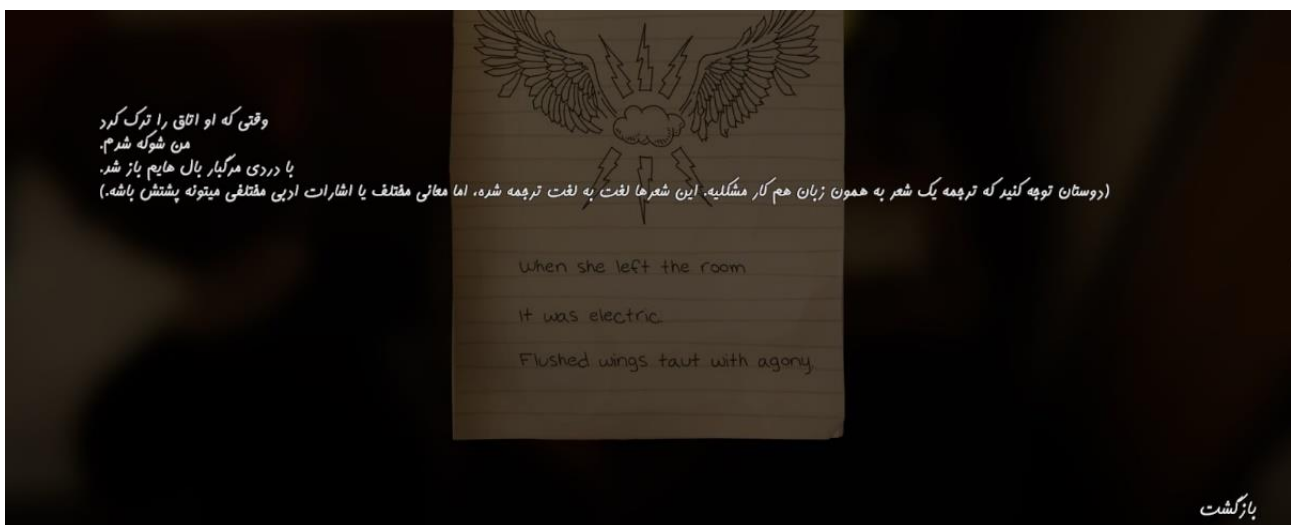 وقتی که او اتاق را ترک کرد
من شوکه شدم.
با دردی مرگبار بال هایم باز شد.
(دوستان توجه کنید که ترجمه یک شعر به همون زبان هم کار مشکلیه. این شعرها لغت به لغت ترجمه شده، اما معانی مختلف یا اشارات ادبی مختلفی میتونه پشتش باشه.)
When she left the room
It was electric.
Flushed wings taut with agony.
بازگشت